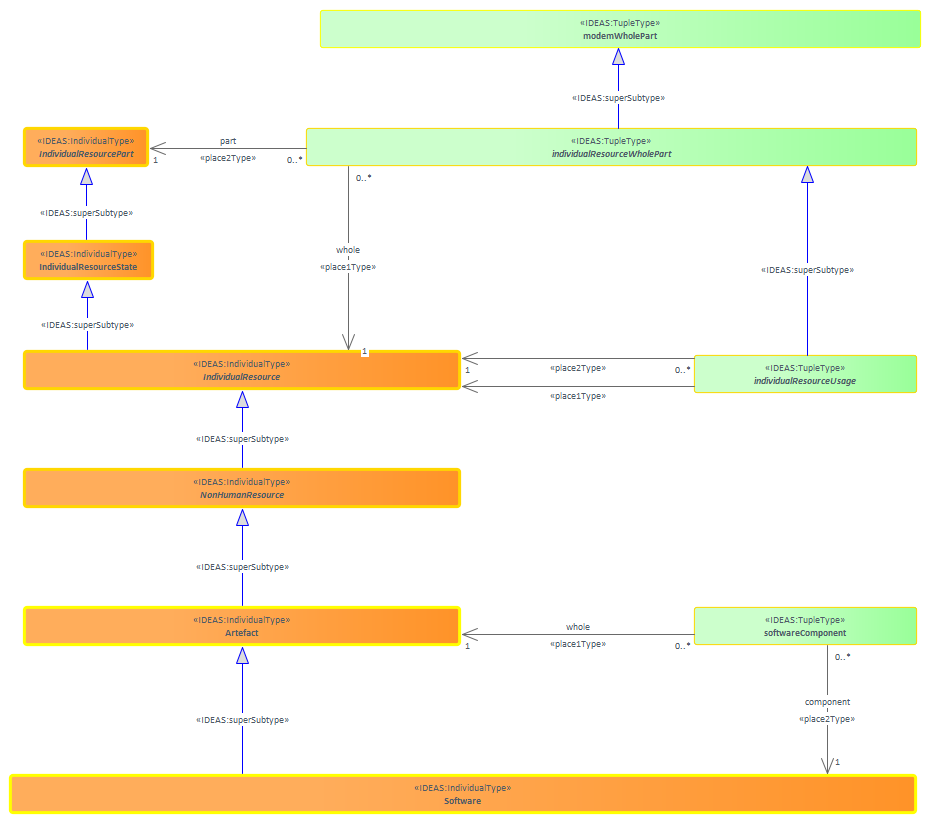 «IDEAS:TupleType»
modemWholePart
«IDEAS:superSubtype»
«IDEAS:IndividualType»
IndividualResourcePart
part
«place2Type»
1
0..*
«IDEAS:TupleType»
individualResourceWholePart
0..*
«IDEAS:superSubtype»
«IDEAS:IndividualType»
IndividualResourceState
whole
«place1Type»
«IDEAS:superSubtype»
«IDEAS:superSubtype»
1
«IDEAS:IndividualType»
IndividualResource
1
«place2Type»
0..*
«place1Type»
«IDEAS:TupleType»
individualResourceUsage
«IDEAS:superSubtype»
«IDEAS:IndividualType»
NonHumanResource
«IDEAS:superSubtype»
«IDEAS:IndividualType»
Artefact
whole
«place1Type»
1
0..*
«IDEAS:TupleType»
softwareComponent
0..*
component
«place2Type»
1
«IDEAS:superSubtype»
«IDEAS:IndividualType»
Software